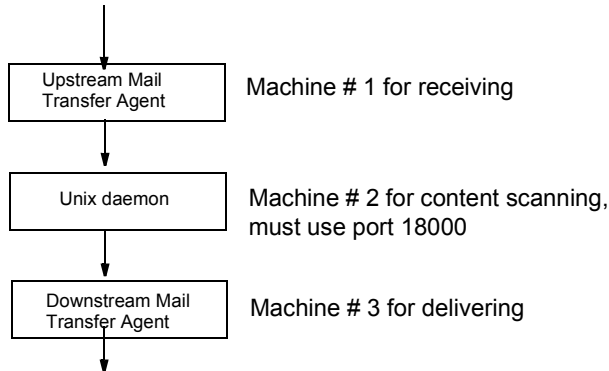 Upstream Mail
Transfer Agent
Machine # 1 for receiving
Unix daemon
Machine # 2 for content scanning,
must use port 18000
Downstream Mail
Transfer Agent
Machine # 3 for delivering